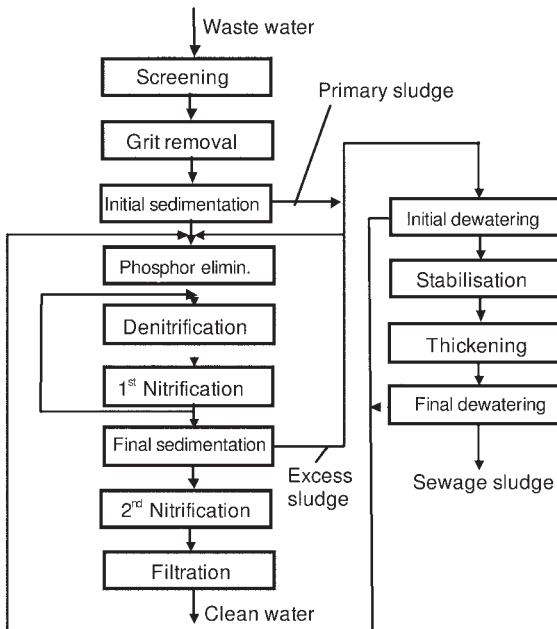 Waste water
Screening
Primary sludge
Grit removal
Initial sedimentation
Initial dewatering
Phosphor elimin.
Stabilisation
Denitrification
Thickening
1st Nitrification
Final dewatering
Final sedimentation
Excess
sludge
Sewage sludge
2nd Nitrification
Filtration
Clean water